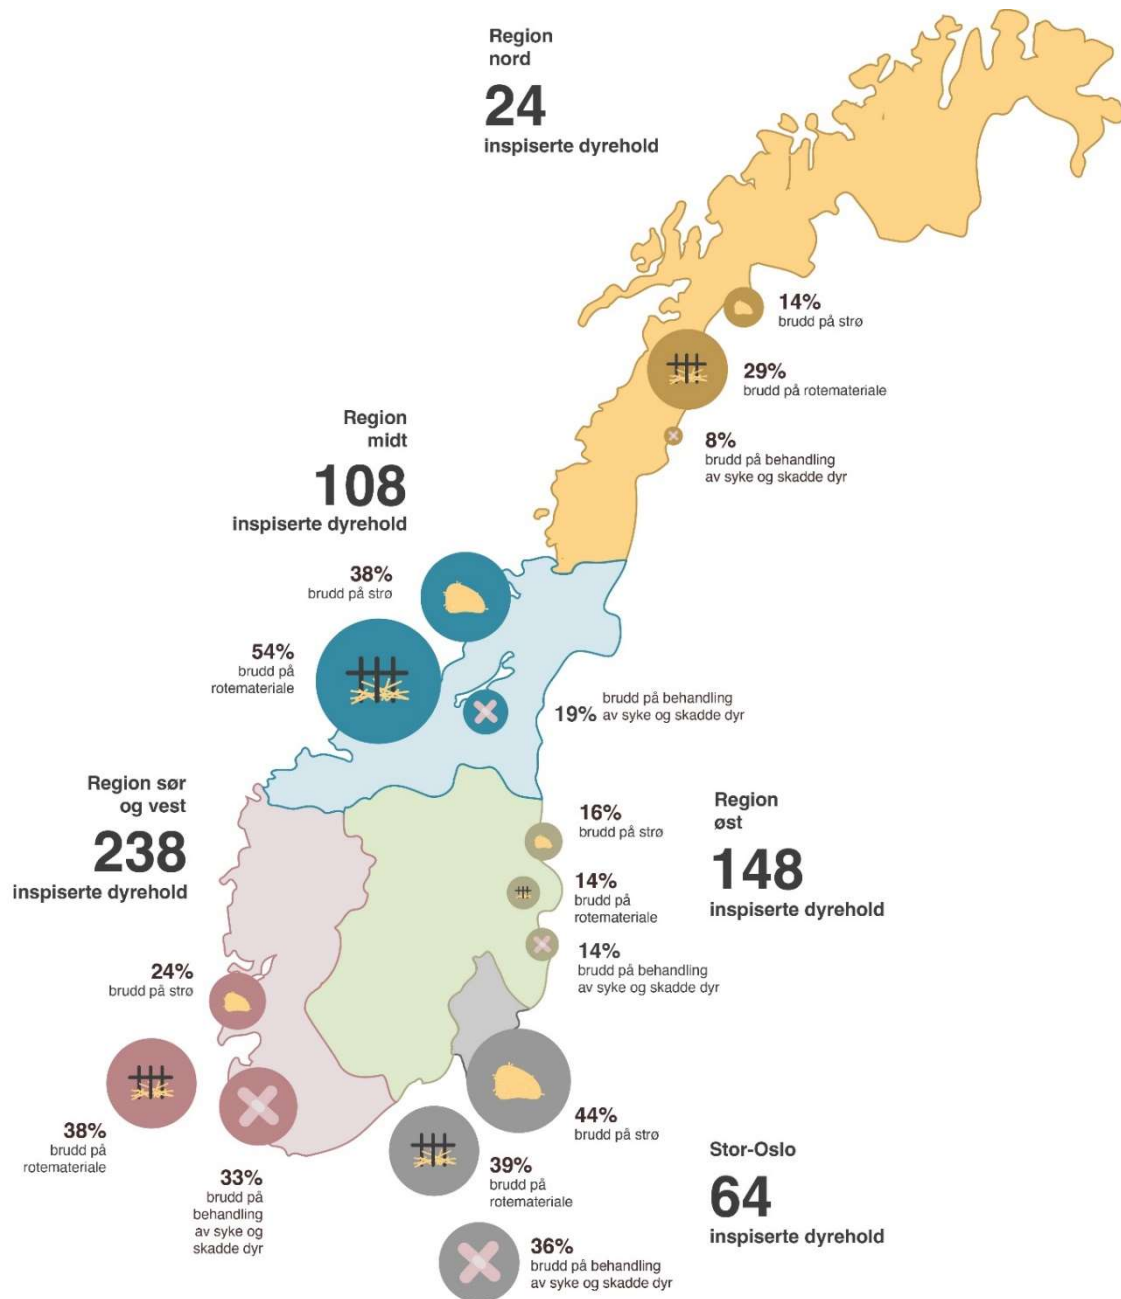 Region
nord
24
inspiserte dyrehold
14%
brudd på strø
29%
brudd på rotemateriale
8%
brudd på behandling
av syke og skadde dyr
Region
midt
108
inspiserte dyrehold
38%
brudd på strø
54%
brudd på
rotemateriale
19%
brudd på behandling
av syke og skadde dyr
Region sør
og vest
238
inspiserte dyrehold
24%
brudd på strø
38%
brudd på
rotemateriale
33%
brudd på
behandling
av syke og
skadde dyr
Region
øst
148
inspiserte dyrehold
16%
brudd på strø
14%
brudd på
rotemateriale
14%
brudd på behandling
av syke og skadde dyr
Stor-Oslo
64
inspiserte dyrehold
44%
brudd på strø
39%
brudd på
rotemateriale
36%
brudd på behandling
av syke og skadde dyr